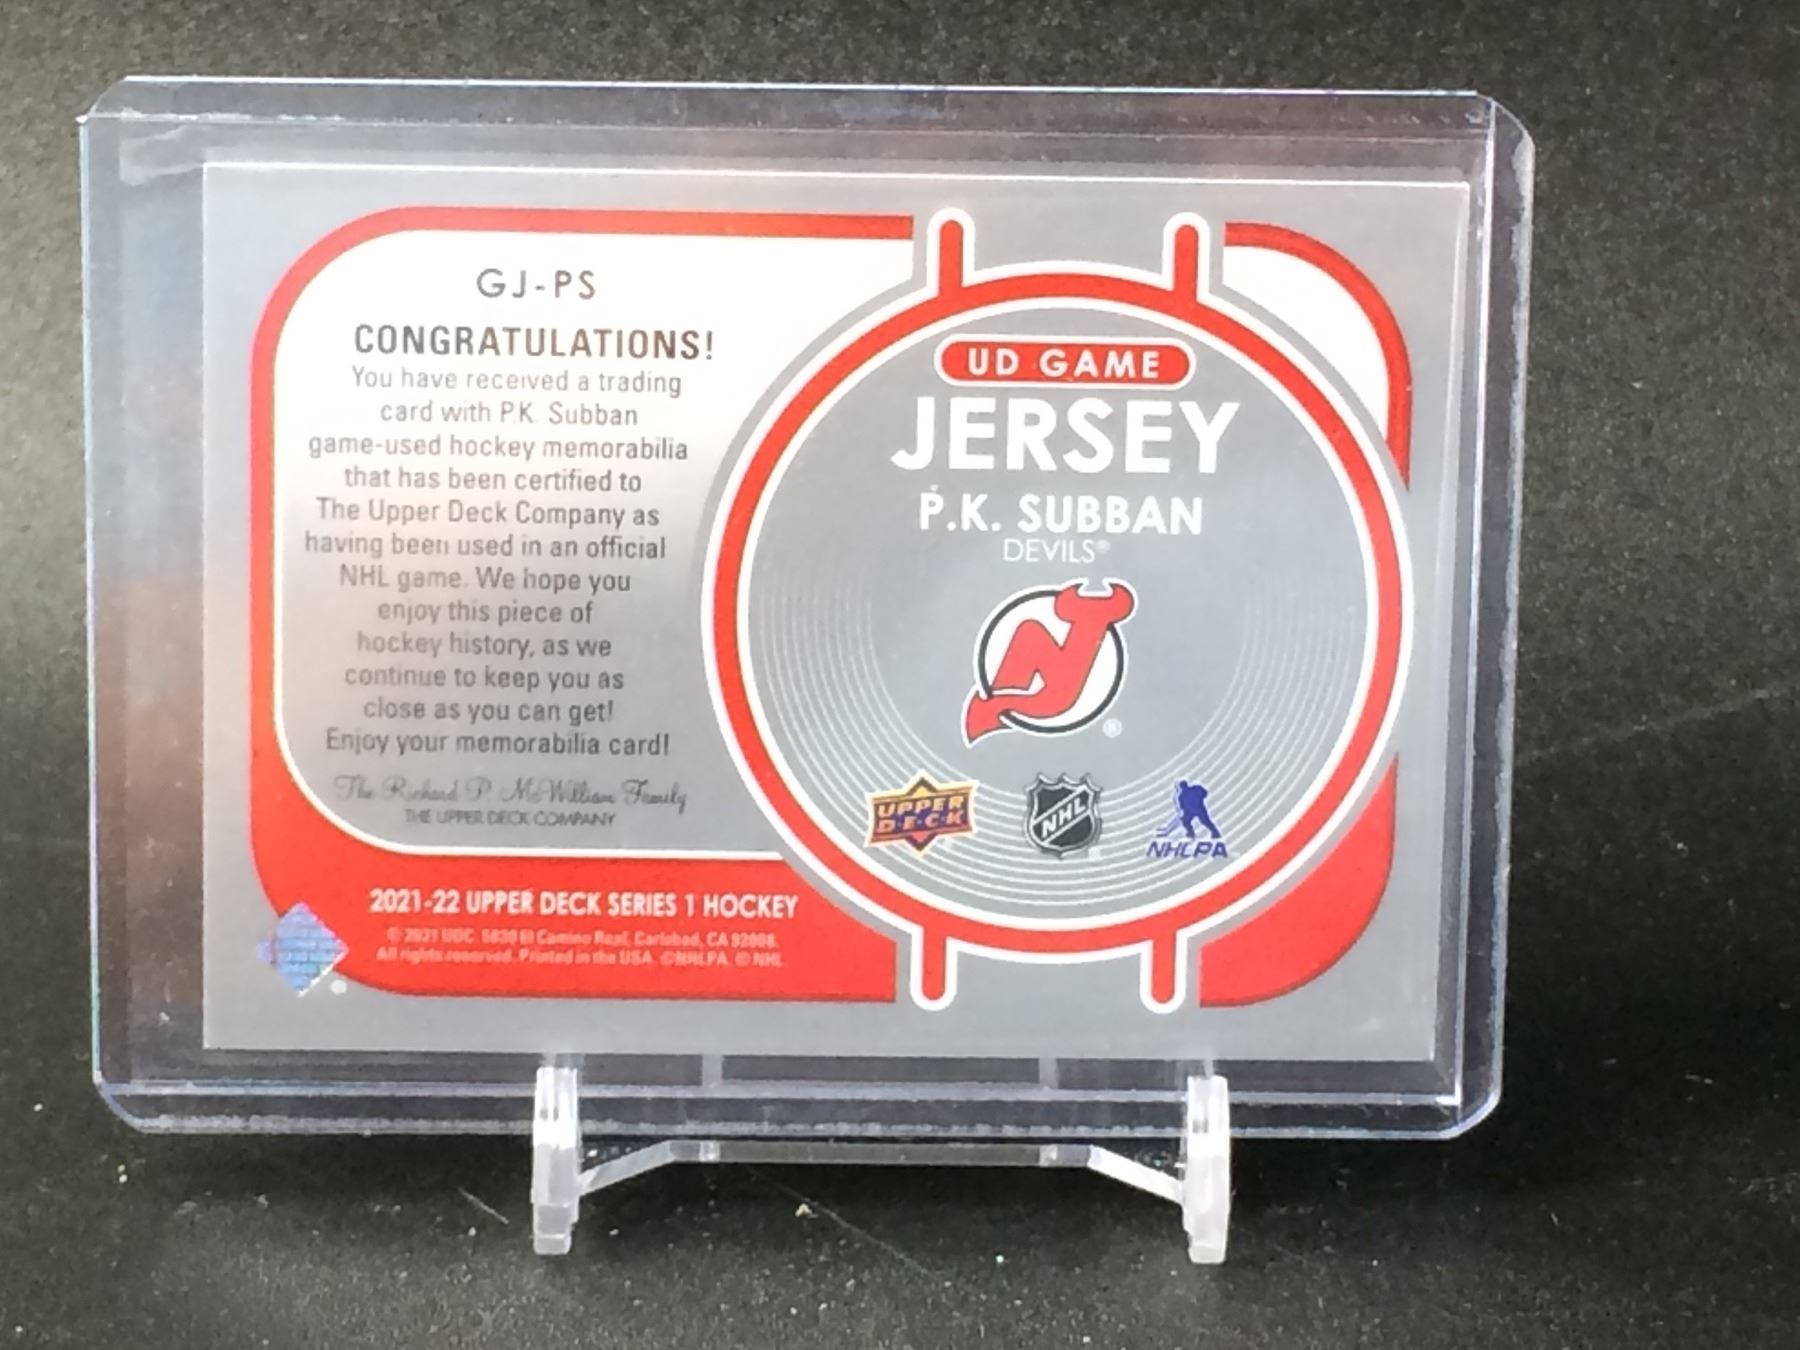 GJ-PS
CONGRATULATIONS!
You have received a trading
card with P.K. Subban
game-used hockey memorabilia
that has been certified to
The Upper Deck Company as
having been used in an official
NHL game. We hope you
enjoy this piece of
hockey history, as we
continue to keep you as
close as you can get!
Enjoy your memorabilia card!
The Richard P. McWilliam Family
THE UPPER DECK COMPANY
2021-22 UPPER DECK SERIES 1 HOCKEY
© 2021 UDC. 5830 El Camino Real, Carlsbad, CA 92008.
All rights reserved. Printed in the USA. ©NHLPA. © NHL
UD GAME
JERSEY
P.K. SUBBAN
DEVILS®
®
UPPER
D·E·C·K
NHL
NHLPA